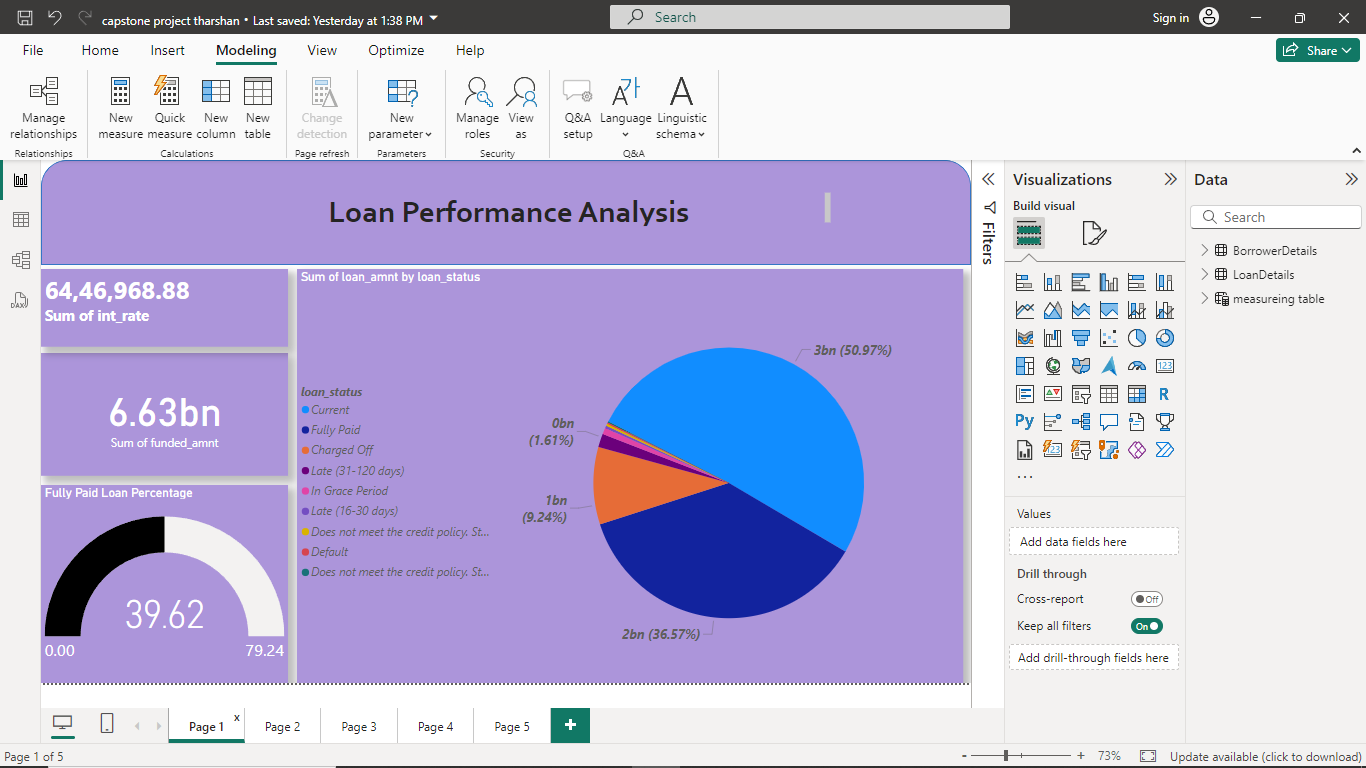 capstone project tharshan • Last saved: Yesterday at 1:38 PM
Search
Sign in
File
Home
Insert
Modeling
View
Optimize
Help
Share
Manage relationships
New measure
Quick measure
New column
New table
Change detection
New parameter
Manage roles
View as
Q&A setup
Language
Linguistic schema
Relationships
Calculations
Page refresh
Parameters
Security
Q&A
DAX
Loan Performance Analysis
64,46,968.88
Sum of int_rate
6.63bn
Sum of funded_amnt
Fully Paid Loan Percentage
39.62
0.00
79.24
Sum of loan_amnt by loan_status
loan_status
Current
Fully Paid
Charged Off
Late (31-120 days)
In Grace Period
Late (16-30 days)
Does not meet the credit policy. St...
Default
Does not meet the credit policy. St...
3bn (50.97%)
0bn
(1.61%)
1bn
(9.24%)
2bn (36.57%)
Filters
Visualizations
Build visual
123
R
Py
123
...
Values
Add data fields here
Drill through
Cross-report
Off
Keep all filters
On
Add drill-through fields here
Data
Search
BorrowerDetails
LoanDetails
measureing table
Page 1
x
Page 2
Page 3
Page 4
Page 5
+
Page 1 of 5
- + 73%
Update available (click to download)